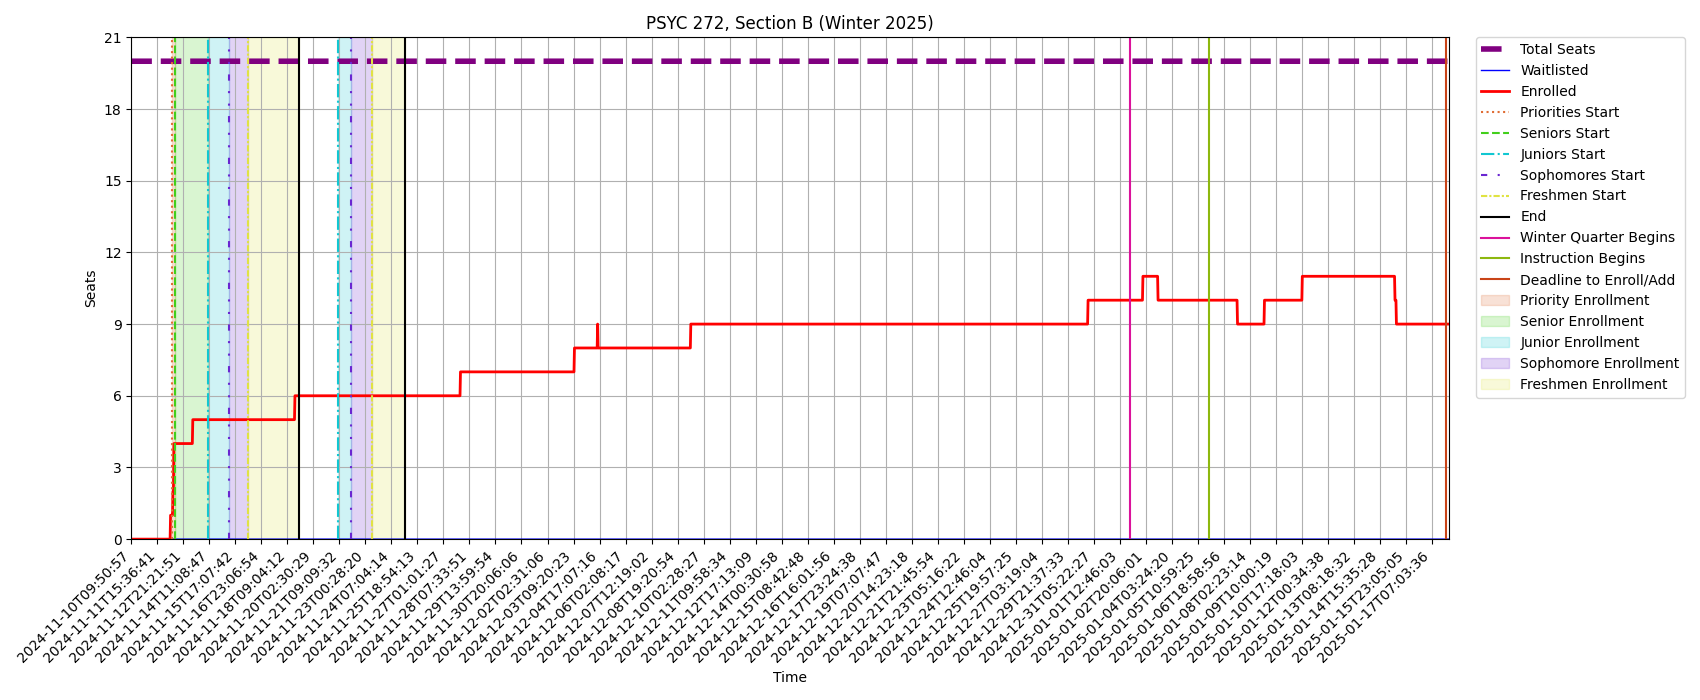 PSYC 272, Section B (Winter 2025)
21
18
15
12
9
6
3
0
Seats
2024-11-10T09:50:57
2024-11-11T15:36:41
2024-11-12T21:21:51
2024-11-14T11:08:47
2024-11-15T17:07:42
2024-11-16T23:06:54
2024-11-18T09:04:12
2024-11-20T02:30:29
2024-11-21T09:09:32
2024-11-23T00:28:20
2024-11-24T07:04:14
2024-11-25T18:54:13
2024-11-27T01:01:27
2024-11-28T07:33:51
2024-11-29T13:59:54
2024-11-30T20:06:06
2024-12-02T02:31:06
2024-12-03T09:20:23
2024-12-04T17:07:16
2024-12-06T02:08:17
2024-12-07T12:19:02
2024-12-08T19:20:54
2024-12-10T02:28:27
2024-12-11T09:58:34
2024-12-12T17:13:09
2024-12-14T00:30:58
2024-12-15T08:42:48
2024-12-16T16:01:56
2024-12-17T23:24:38
2024-12-19T07:07:47
2024-12-20T14:23:18
2024-12-21T21:45:54
2024-12-23T05:16:22
2024-12-24T12:46:04
2024-12-25T19:57:25
2024-12-27T03:19:04
2024-12-29T21:37:33
2024-12-31T05:22:27
2025-01-01T12:46:03
2025-01-02T20:06:01
2025-01-04T03:24:20
2025-01-05T10:59:25
2025-01-06T18:58:56
2025-01-08T02:23:14
2025-01-09T10:00:19
2025-01-10T17:18:03
2025-01-12T00:34:38
2025-01-13T08:18:32
2025-01-14T15:35:28
2025-01-15T23:05:05
2025-01-17T07:03:36
Time
Total Seats
Waitlisted
Enrolled
Priorities Start
Seniors Start
Juniors Start
Sophomores Start
Freshmen Start
End
Winter Quarter Begins
Instruction Begins
Deadline to Enroll/Add
Priority Enrollment
Senior Enrollment
Junior Enrollment
Sophomore Enrollment
Freshmen Enrollment